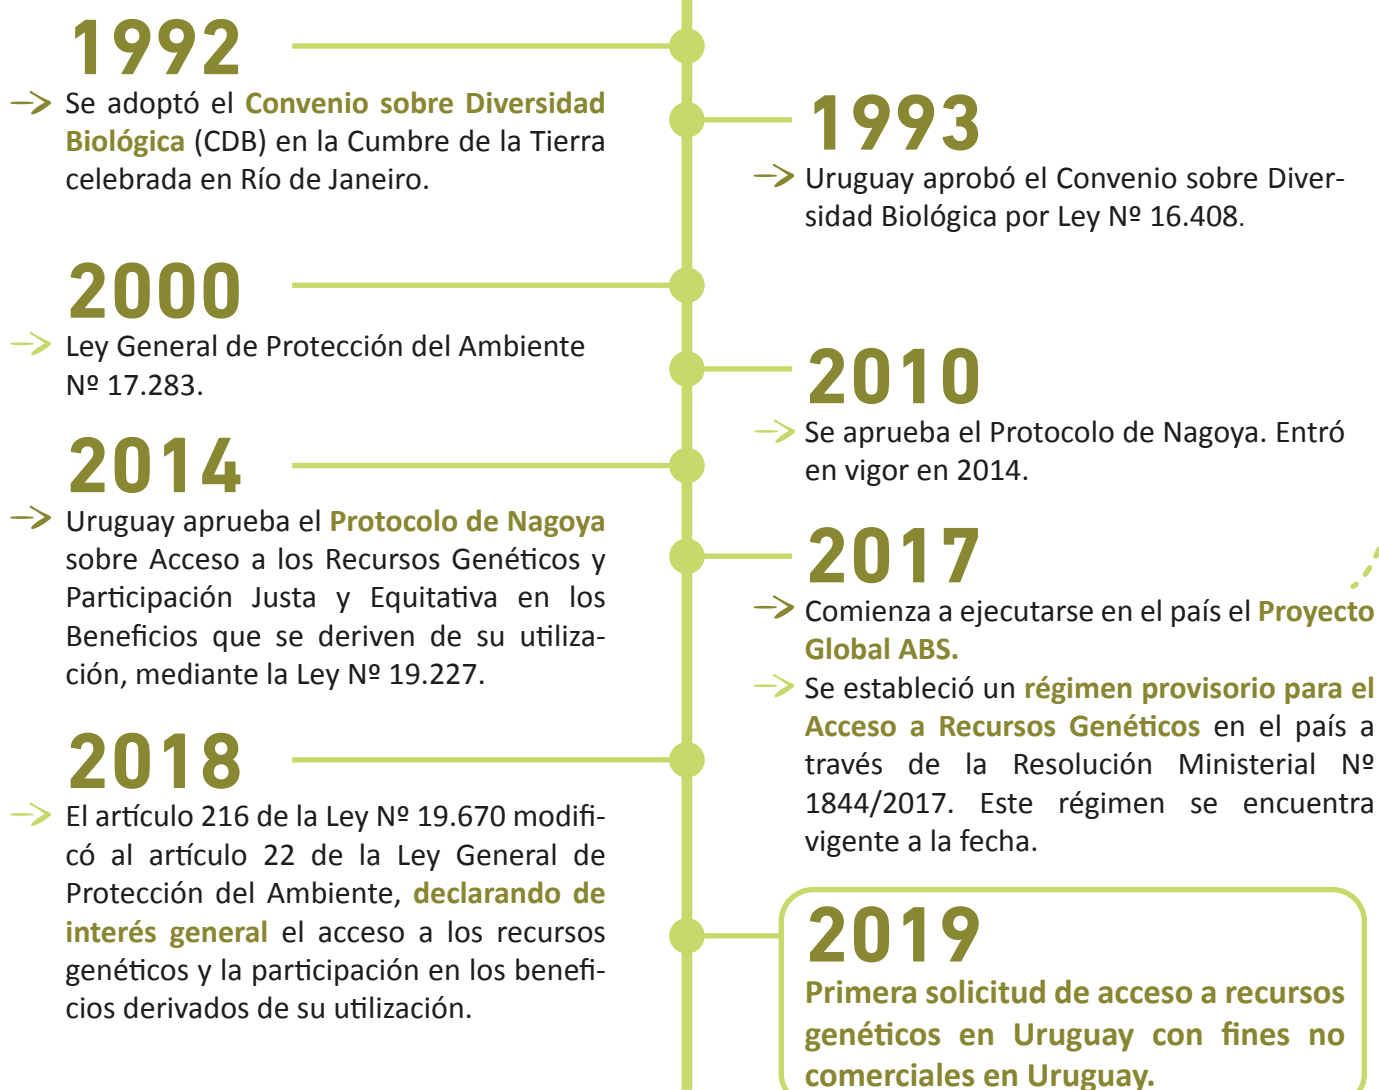 1992
Se adoptó el Convenio sobre Diversidad
Biológica (CDB) en la Cumbre de la Tierra
celebrada en Río de Janeiro.
1993
Uruguay aprobó el Convenio sobre Diver-
sidad Biológica por Ley Nº 16.408.
2000
Ley General de Protección del Ambiente
Nº 17.283.
2010
Se aprueba el Protocolo de Nagoya. Entró
en vigor en 2014.
2014
Uruguay aprueba el Protocolo de Nagoya
sobre Acceso a los Recursos Genéticos y
Participación Justa y Equitativa en los
Beneficios que se deriven de su utiliza-
ción, mediante la Ley Nº 19.227.
2017
Comienza a ejecutarse en el país el Proyecto
Global ABS.
Se estableció un régimen provisorio para el
Acceso a Recursos Genéticos en el país a
través de la Resolución Ministerial Nº
1844/2017. Este régimen se encuentra
vigente a la fecha.
2018
El artículo 216 de la Ley Nº 19.670 modifi-
có al artículo 22 de la Ley General de
Protección del Ambiente, declarando de
interés general el acceso a los recursos
genéticos y la participación en los benefi-
cios derivados de su utilización.
2019
Primera solicitud de acceso a recursos
genéticos en Uruguay con fines no
comerciales en Uruguay.